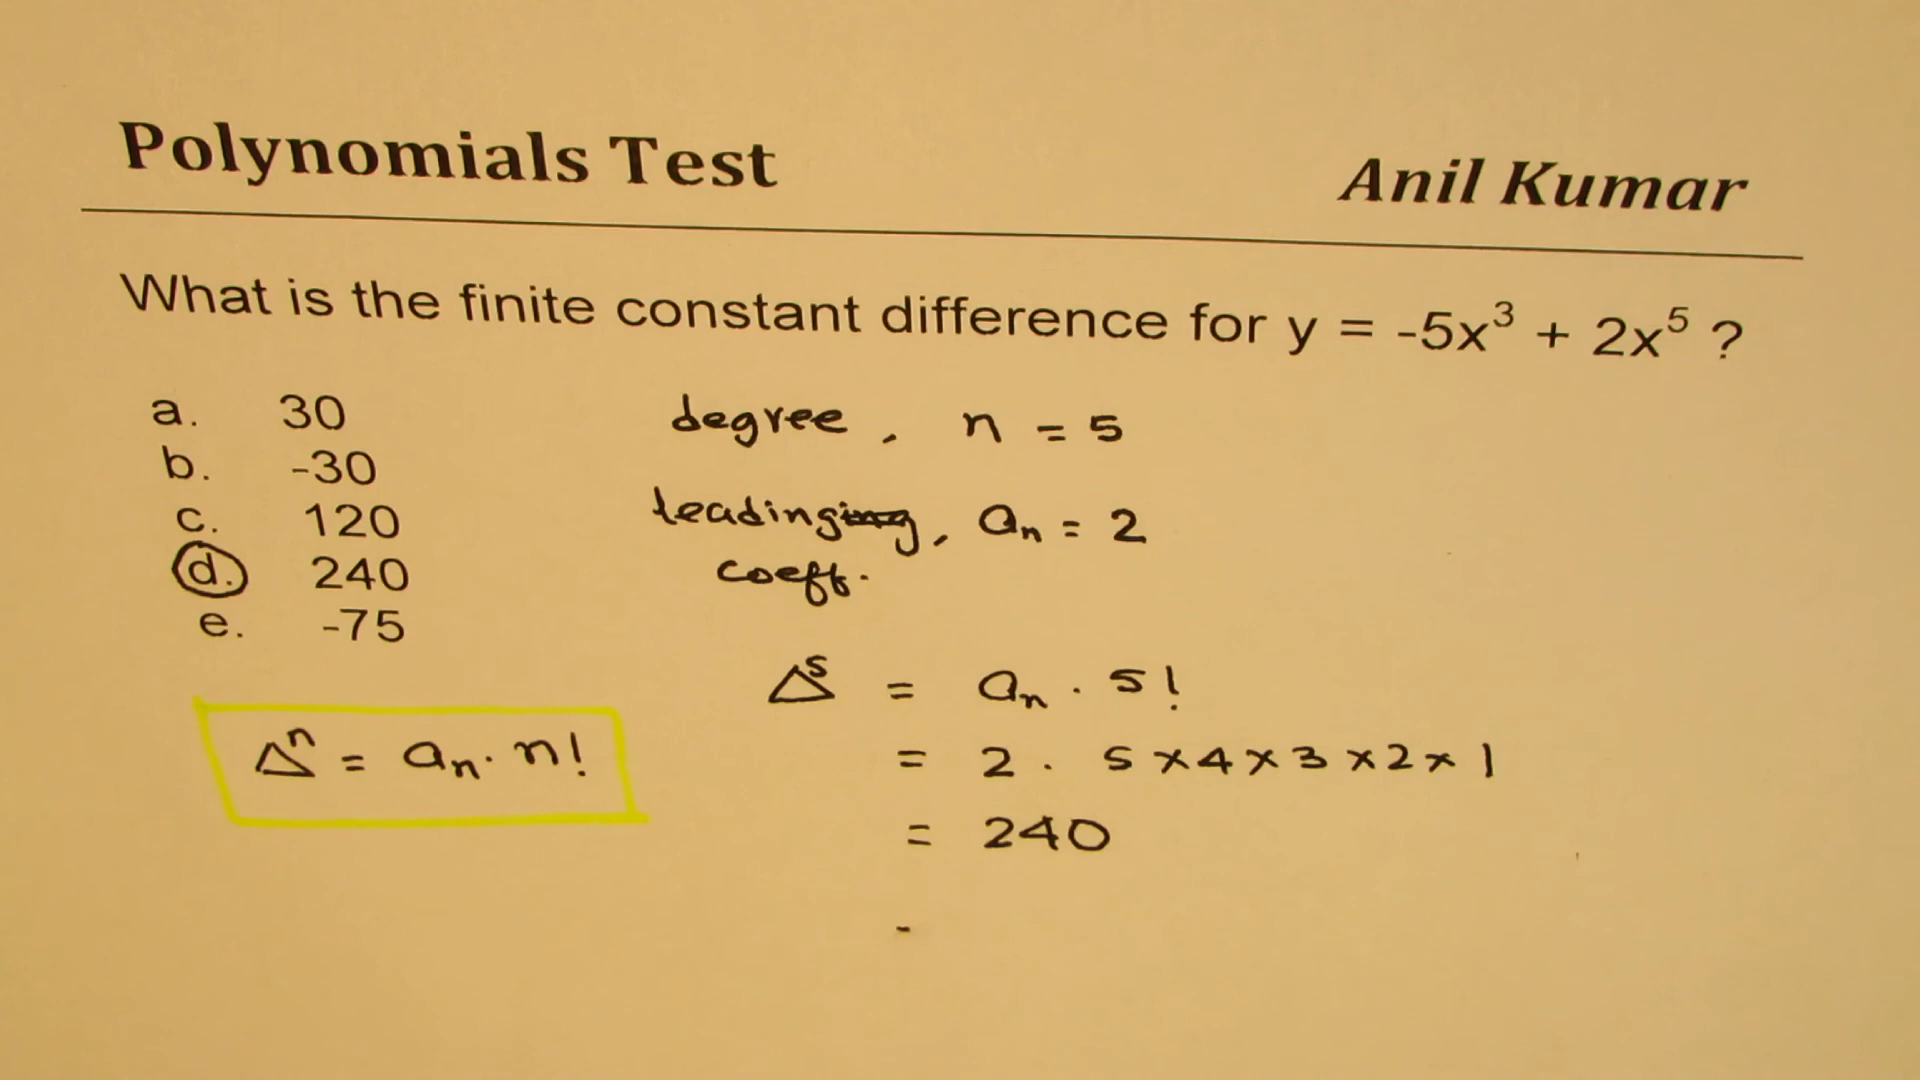 Polynomials Test
Anil Kumar
What is the finite constant difference for y = -5x³ + 2x⁵ ?
a. 30
b. -30
c. 120
d. 240
e. -75
degree, n = 5
leading, aₙ = 2
coeff.
Δ⁵ = aₙ · 5!
= 2 · 5 × 4 × 3 × 2 × 1
= 240
Δⁿ = aₙ · n!